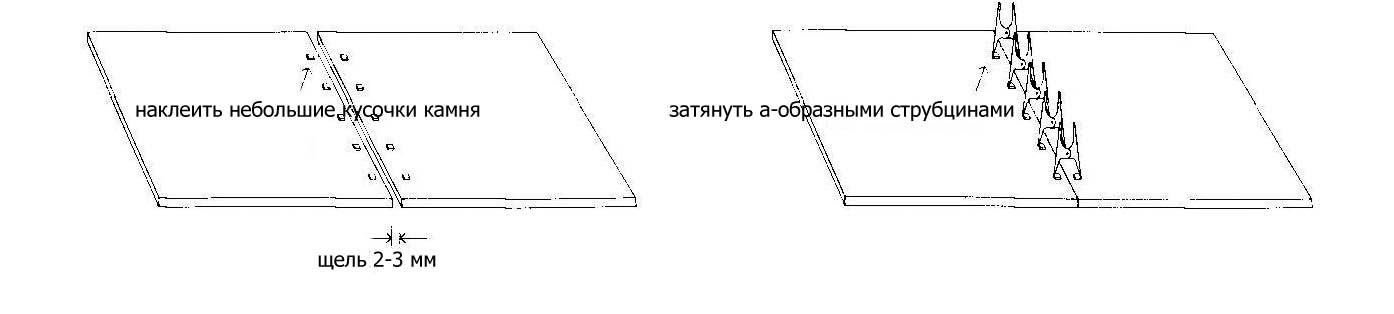 наклеить небольшие кусочки камня
затянуть а-образными струбцинами
щель 2-3 мм